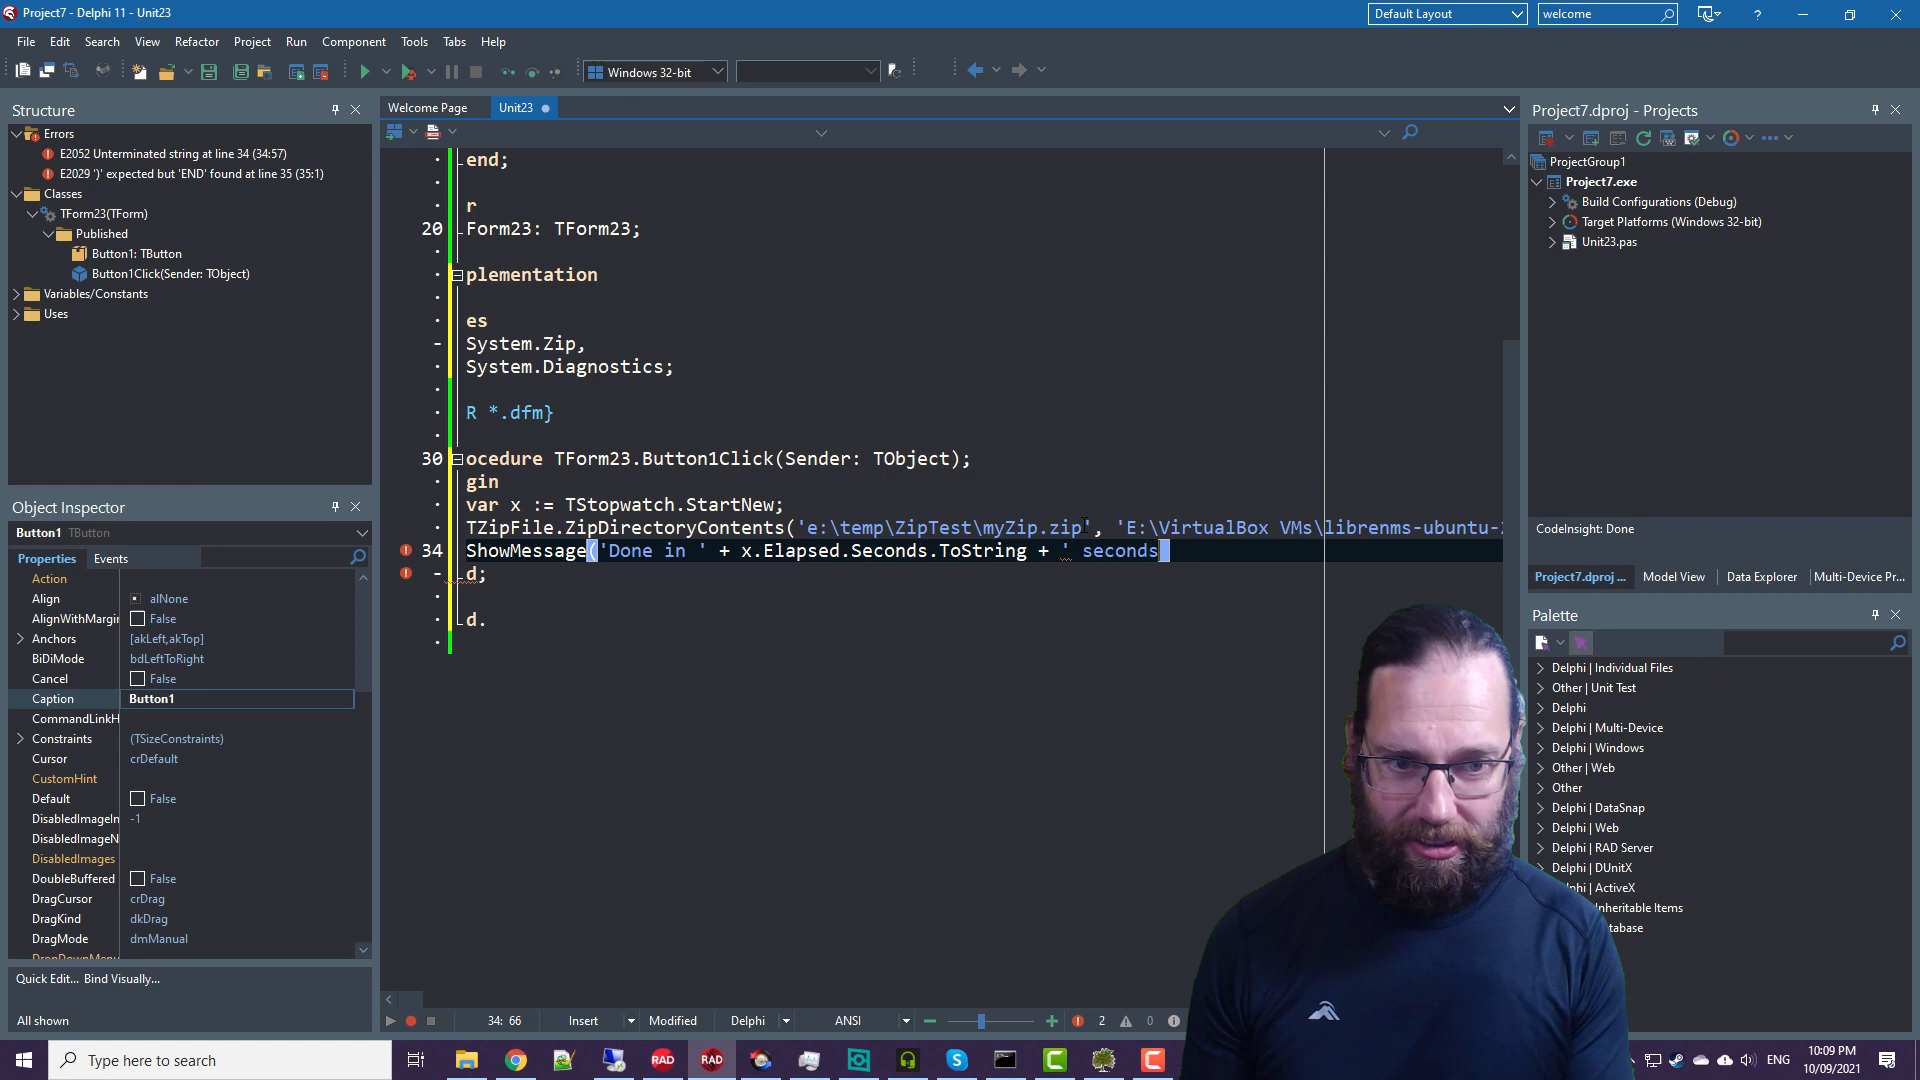 Project7 - Delphi 11 - Unit23
Default Layout
welcome
File Edit Search View Refactor Project Run Component Tools Tabs Help
Windows 32-bit
Structure
Errors
E2052 Unterminated string at line 34 (34:57)
E2029 ')' expected but 'END' found at line 35 (35:1)
Classes
TForm23(TForm)
Published
Button1: TButton
Button1Click(Sender: TObject)
Variables/Constants
Uses
Object Inspector
Button1 TButton
Properties Events
Action
Align alNone
AlignWithMargin False
Anchors [akLeft,akTop]
BiDiMode bdLeftToRight
Cancel False
Caption Button1
CommandLinkH
Constraints (TSizeConstraints)
Cursor crDefault
CustomHint
Default False
DisabledImageIn -1
DisabledImageN
DisabledImages
DoubleBuffered False
DragCursor crDrag
DragKind dkDrag
DragMode dmManual
DropDownMenu
Quick Edit... Bind Visually...
All shown
Welcome Page Unit23
end;
r
20 Form23: TForm23;
plementation
es
System.Zip,
System.Diagnostics;
R *.dfm}
30 ocedure TForm23.Button1Click(Sender: TObject);
gin
var x := TStopwatch.StartNew;
TZipFile.ZipDirectoryContents('e:\temp\ZipTest\myZip.zip', 'E:\VirtualBox VMs\librenms-ubuntu-
34 ShowMessage('Done in ' + x.Elapsed.Seconds.ToString + ' seconds
d;
d.
34: 66 Insert Modified Delphi ANSI 2 0
Project7.dproj - Projects
ProjectGroup1
Project7.exe
Build Configurations (Debug)
Target Platforms (Windows 32-bit)
Unit23.pas
CodeInsight: Done
Project7.dproj ... Model View Data Explorer Multi-Device Pr...
Palette
Delphi | Individual Files
Other | Unit Test
Delphi
Delphi | Multi-Device
Delphi | Windows
Other | Web
Other
Delphi | DataSnap
Delphi | Web
Delphi | RAD Server
Delphi | DUnitX
lphi | ActiveX
Inheritable Items
tabase
Type here to search
RAD
RAD
ENG
10:09 PM
10/09/2021